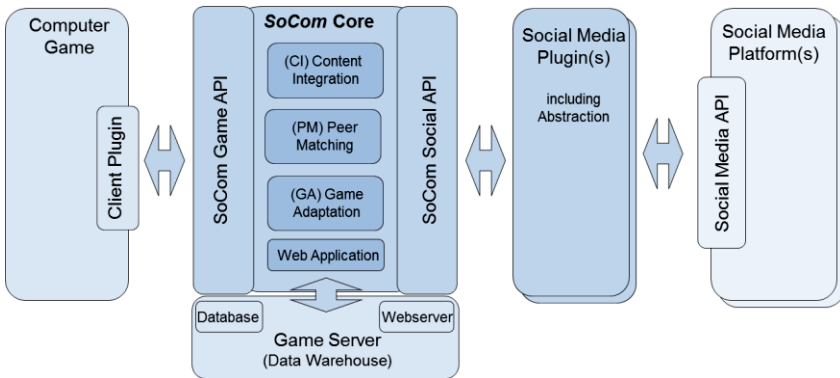 Computer
Game
Client Plugin
SoCom Game API
SoCom Core
(CI) Content
Integration
(PM) Peer
Matching
(GA) Game
Adaptation
Web Application
SoCom Social API
Database
Webserver
Game Server
(Data Warehouse)
Social Media
Plugin(s)
including
Abstraction
Social Media
Platform(s)
Social Media API